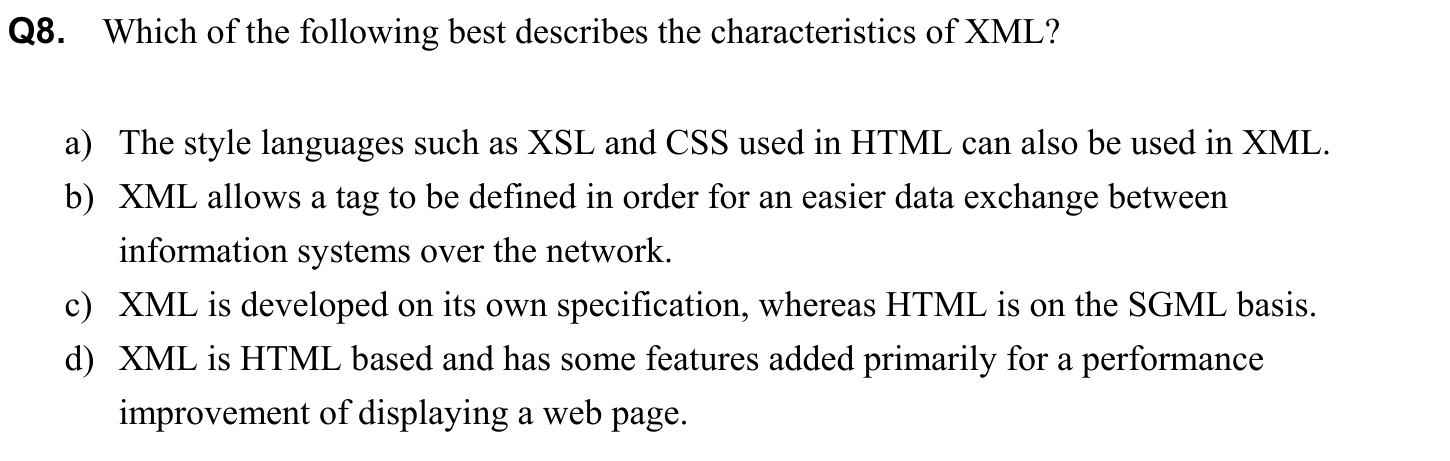 Q8. Which of the following best describes the characteristics of XML?
a) The style languages such as XSL and CSS used in HTML can also be used in XML.
b) XML allows a tag to be defined in order for an easier data exchange between
information systems over the network.
c) XML is developed on its own specification, whereas HTML is on the SGML basis.
d) XML is HTML based and has some features added primarily for a performance
improvement of displaying a web page.